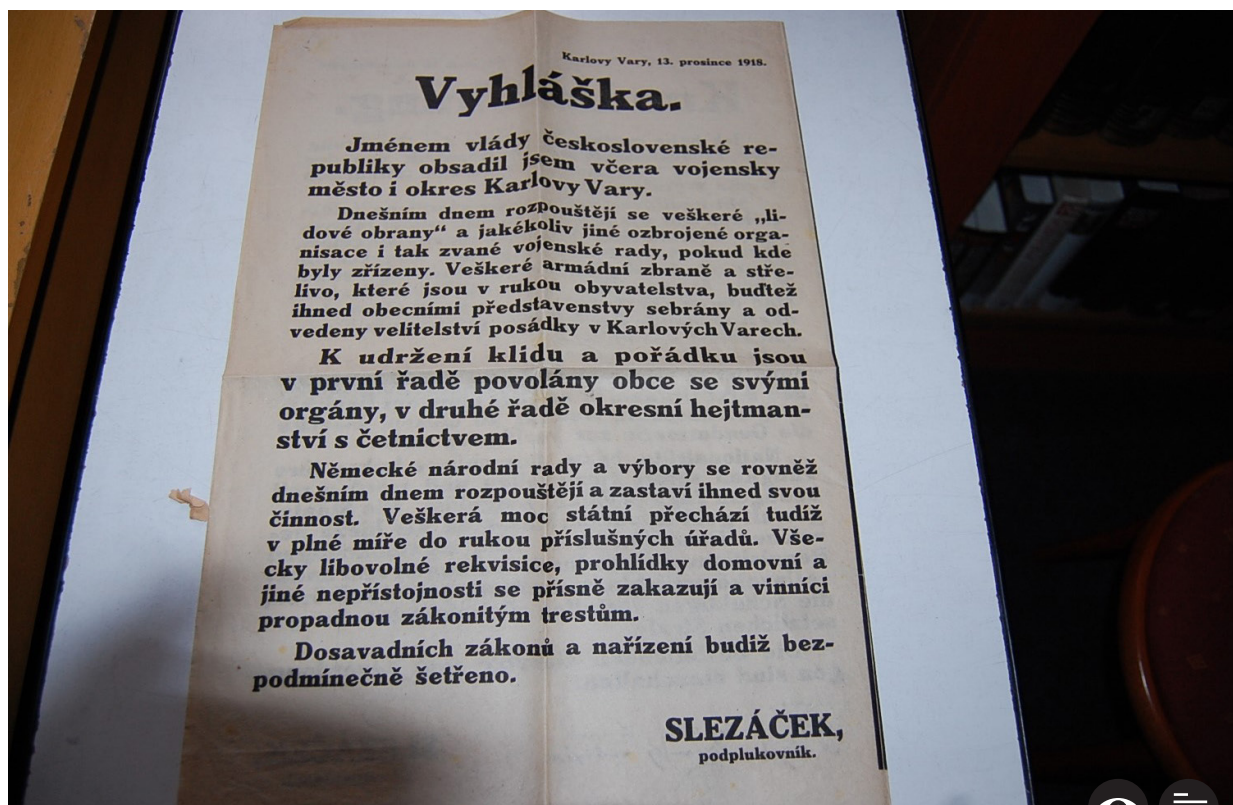 Karlovy Vary, 13. prosince 1918.
Vyhláška.
Jménem vlády československé re-
publiky obsadil jsem včera vojensky
město i okres Karlovy Vary.
Dnešním dnem rozpouštějí se veškeré „li-
dové obrany“ a jakékoliv jiné ozbrojené orga-
nisace i tak zvané vojenské rady, pokud kde
byly zřízeny. Veškeré armádní zbraně a stře-
livo, které jsou v rukou obyvatelstva, buďtež
ihned obecními představenstvy sebrány a od-
vedeny velitelství posádky v Karlových Varech.
K udržení klidu a pořádku jsou
v první řadě povolány obce se svými
orgány, v druhé řadě okresní hejtman-
ství s četnictvem.
Německé národní rady a výbory se rovněž
dnešním dnem rozpouštějí a zastaví ihned svou
činnost. Veškerá moc státní přechází tudíž
v plné míře do rukou příslušných úřadů. Vše-
cky libovolné rekvisice, prohlídky domovní a
jiné nepřístojnosti se přísně zakazují a vinníci
propadnou zákonitým trestům.
Dosavadních zákonů a nařízení budiž bez-
podmínečně šetřeno.
SLEZÁČEK,
podplukovník.